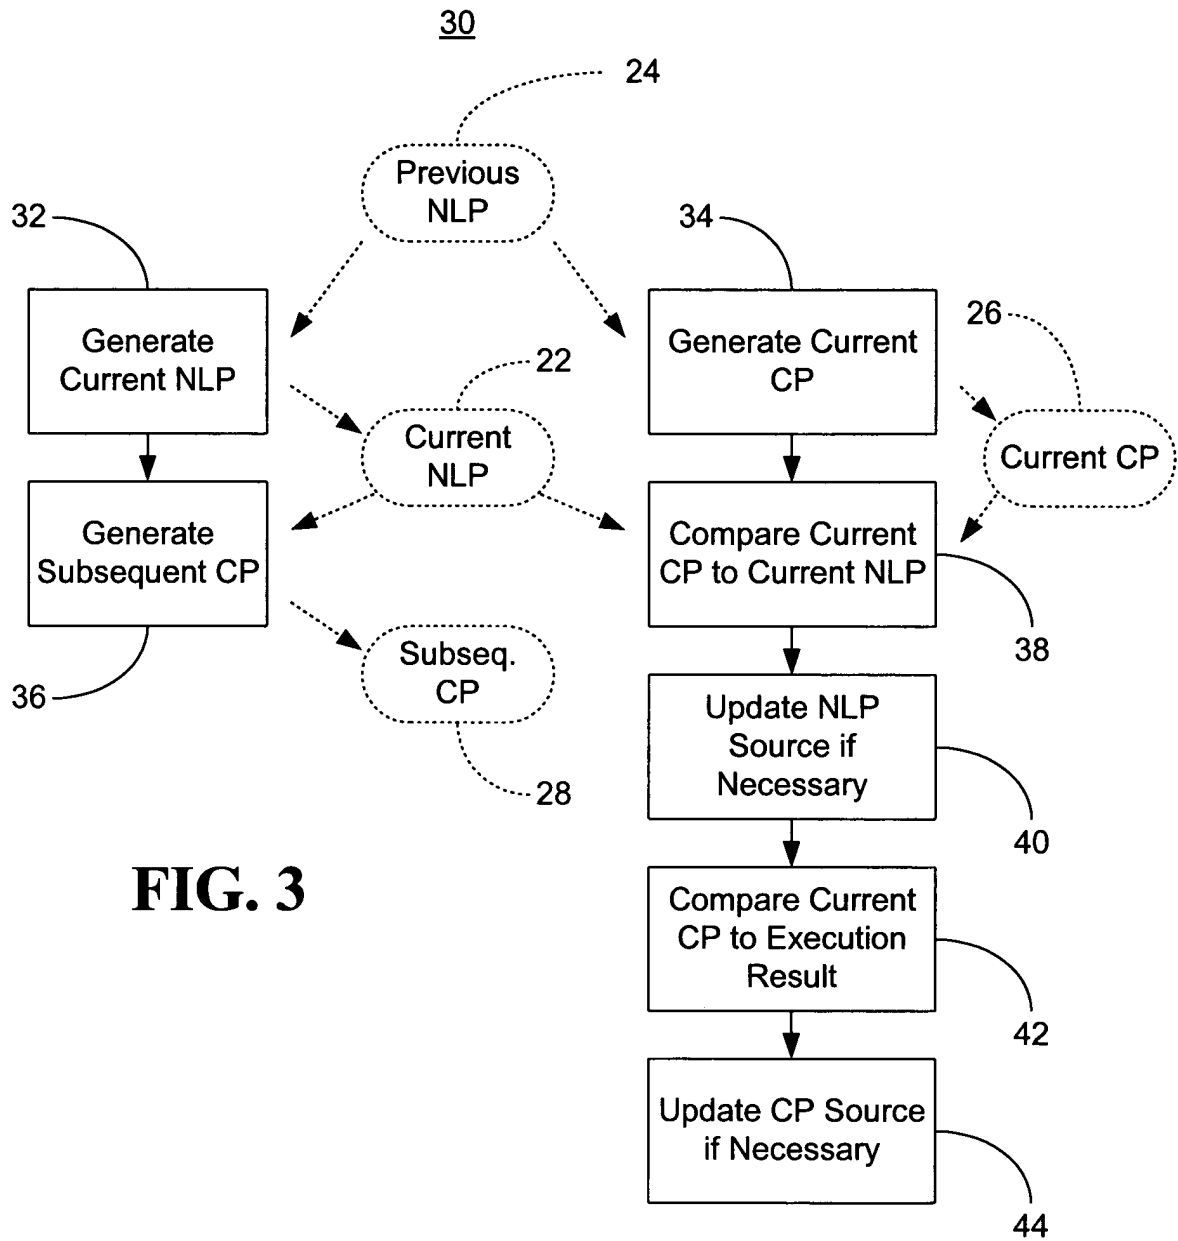 30
24
Previous
NLP
32
34
Generate
Current NLP
Generate Current
CP
26
22
Current
NLP
Current CP
Generate
Subsequent CP
Compare Current
CP to Current NLP
38
36
Subseq.
CP
28
Update NLP
Source if
Necessary
40
FIG. 3
Compare Current
CP to Execution
Result
42
Update CP Source
if Necessary
44